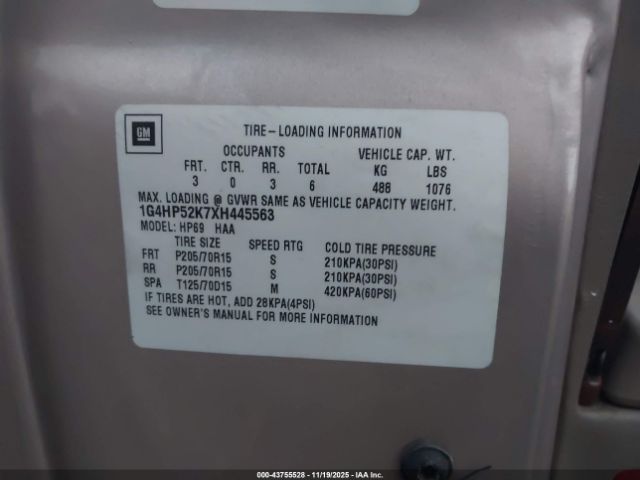 GM
TIRE-LOADING INFORMATION
OCCUPANTS VEHICLE CAP. WT.
FRT. CTR. RR. TOTAL KG LBS
3 0 3 6 488 1076
MAX. LOADING @ GVWR SAME AS VEHICLE CAPACITY WEIGHT.
1G4HP52K7XH445563
MODEL: HP69 HAA
TIRE SIZE SPEED RTG COLD TIRE PRESSURE
FRT P205/70R15 S 210KPA(30PSI)
RR P205/70R15 S 210KPA(30PSI)
SPA T125/70D15 M 420KPA(60PSI)
IF TIRES ARE HOT, ADD 28KPA(4PSI)
SEE OWNER'S MANUAL FOR MORE INFORMATION
000-43755528 - 11/19/2025 - IAA Inc.